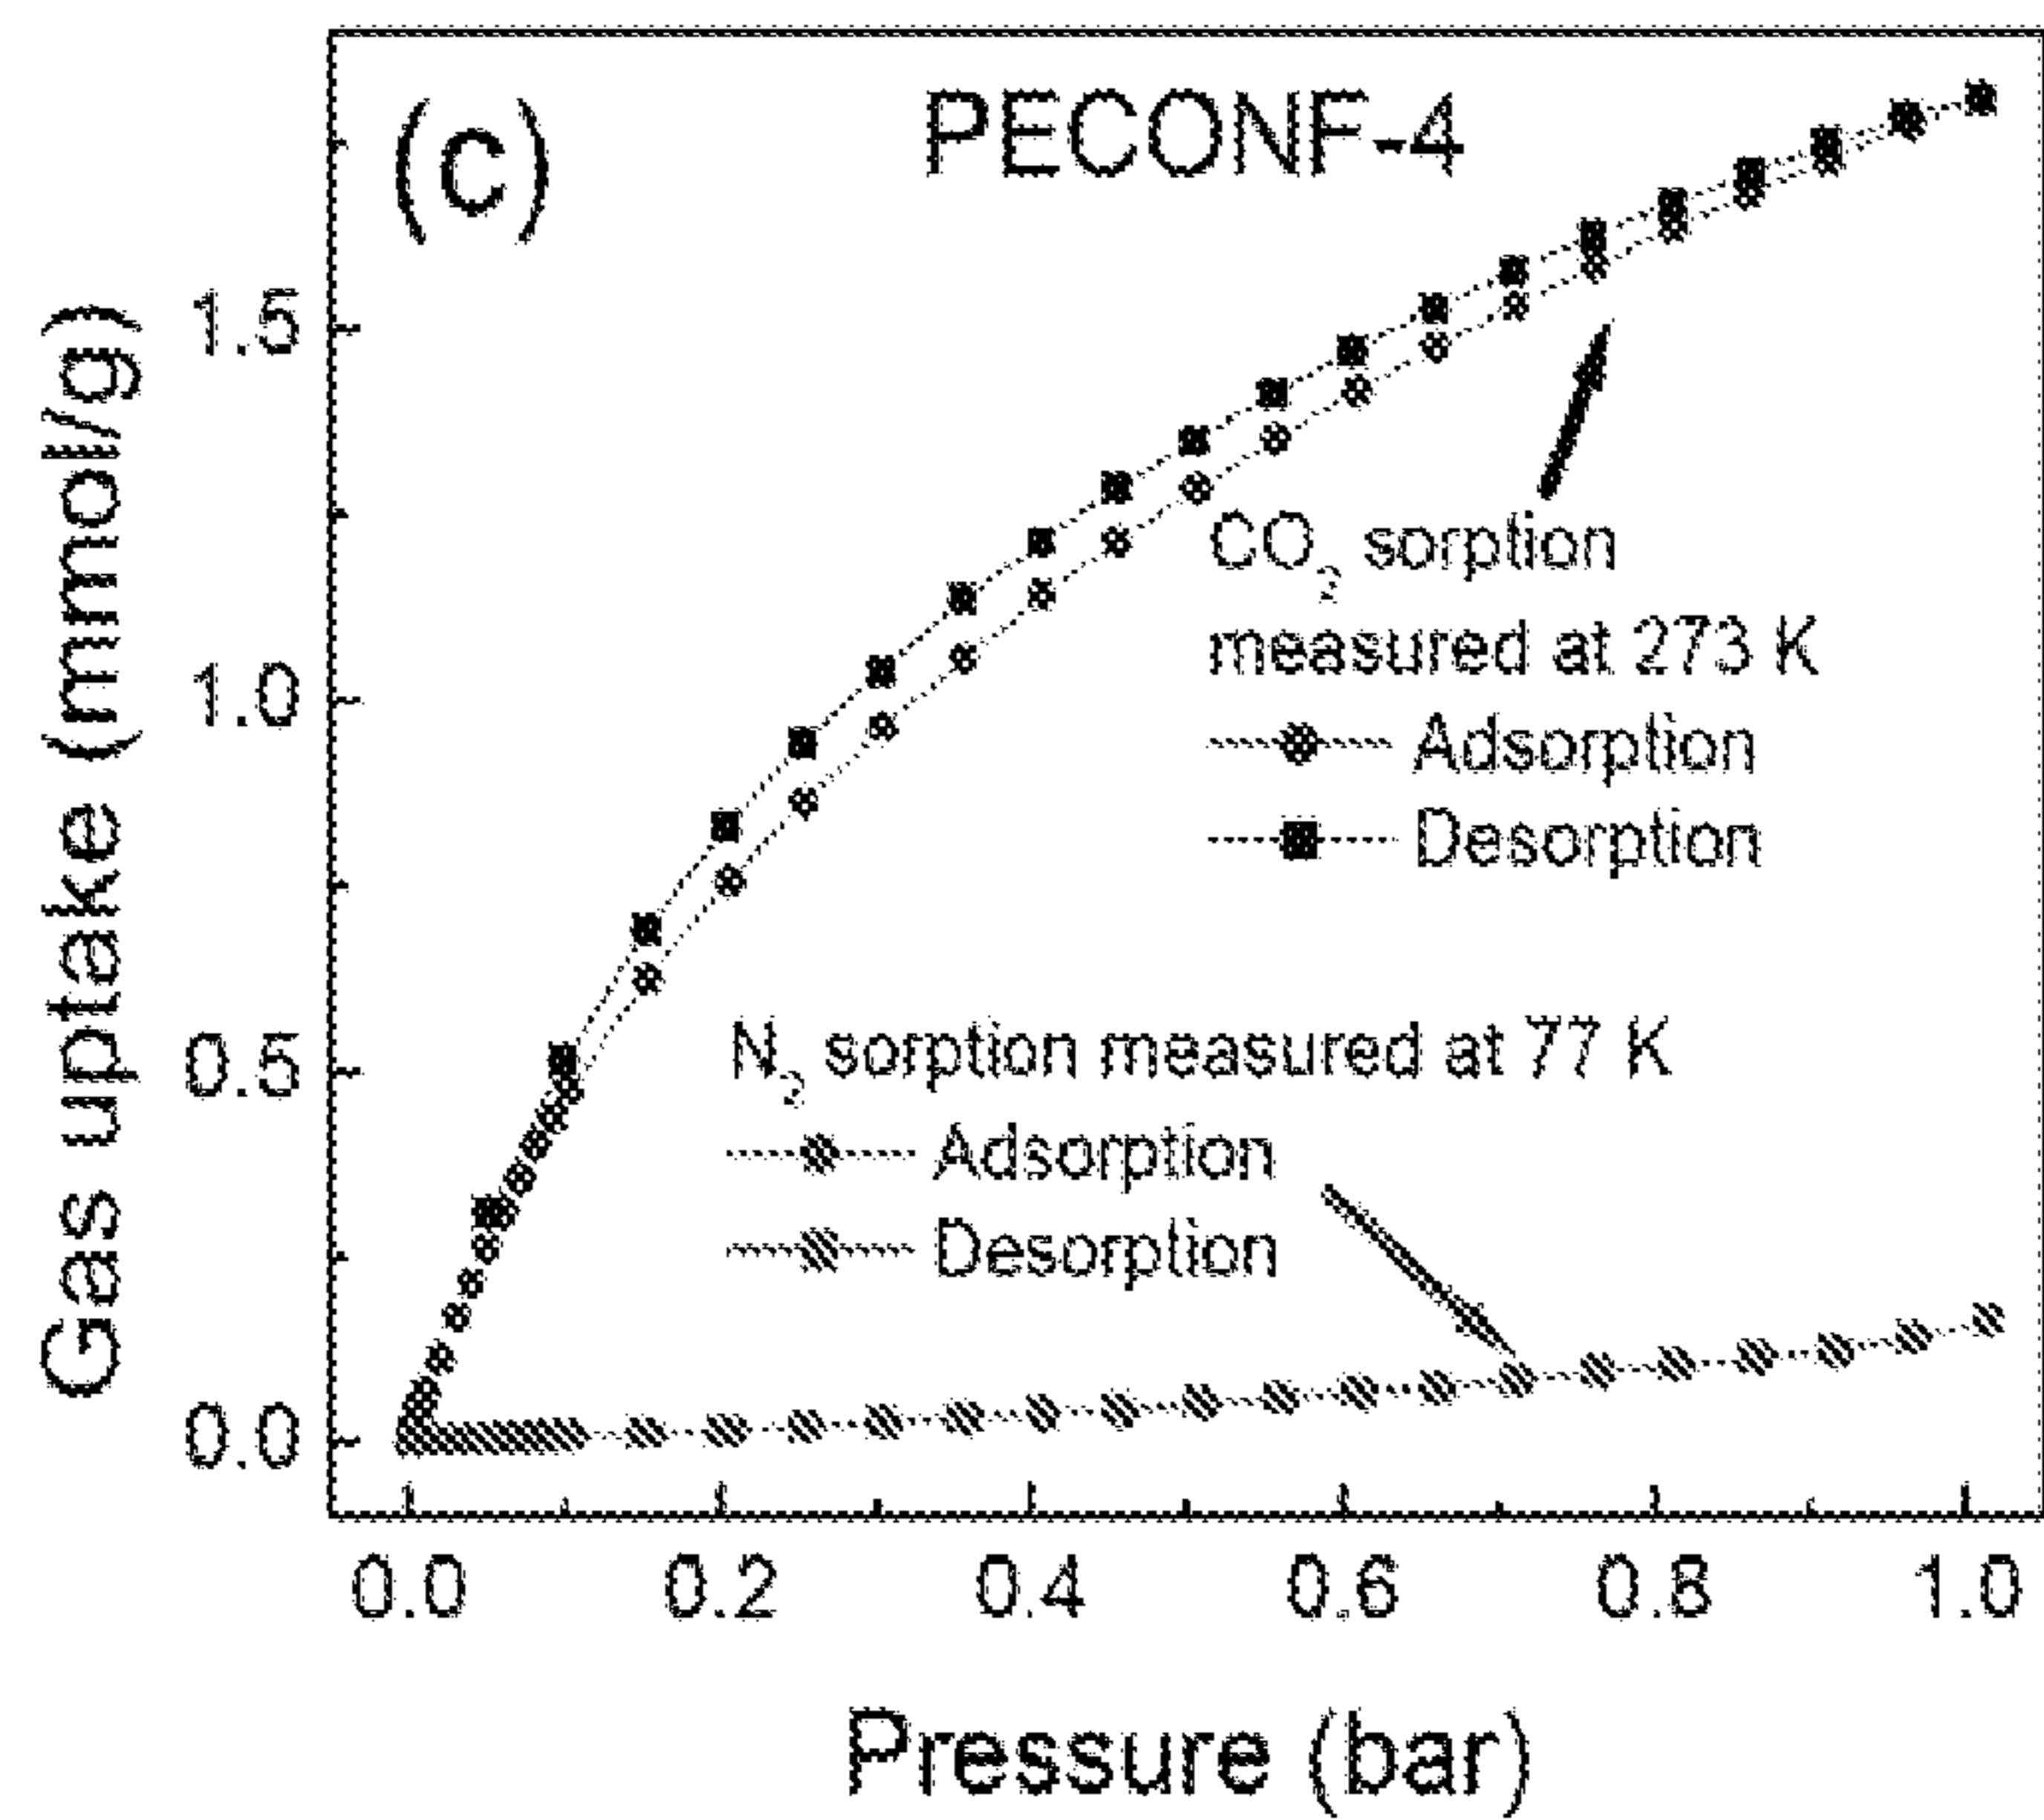 (c)
PECONF-4
Gas uptake (mmol/g)
1.5
1.0
0.5
0.0
CO2 sorption
measured at 273 K
Adsorption
Desorption
N2 sorption measured at 77 K
Adsorption
Desorption
0.0 0.2 0.4 0.6 0.8 1.0
Pressure (bar)